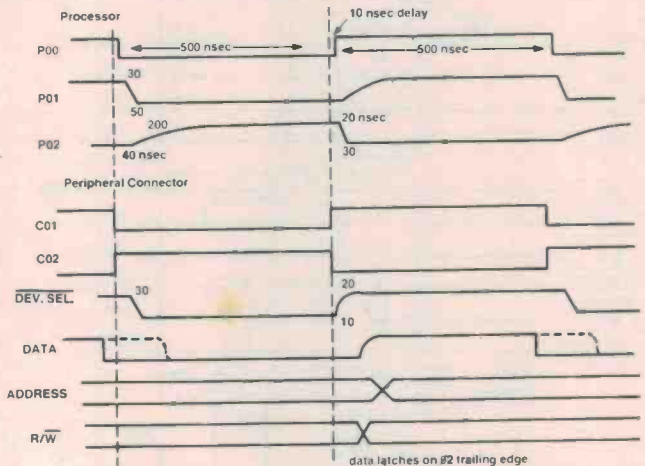 Processor
10 nsec delay
P00
500 nsec
500 nsec
30
P01
50
200
20 nsec
P02
40 nsec
30
Peripheral Connector
C01
C02
DEV. SEL.
30
20
10
DATA
ADDRESS
R/W
data latches on Ø2 trailing edge